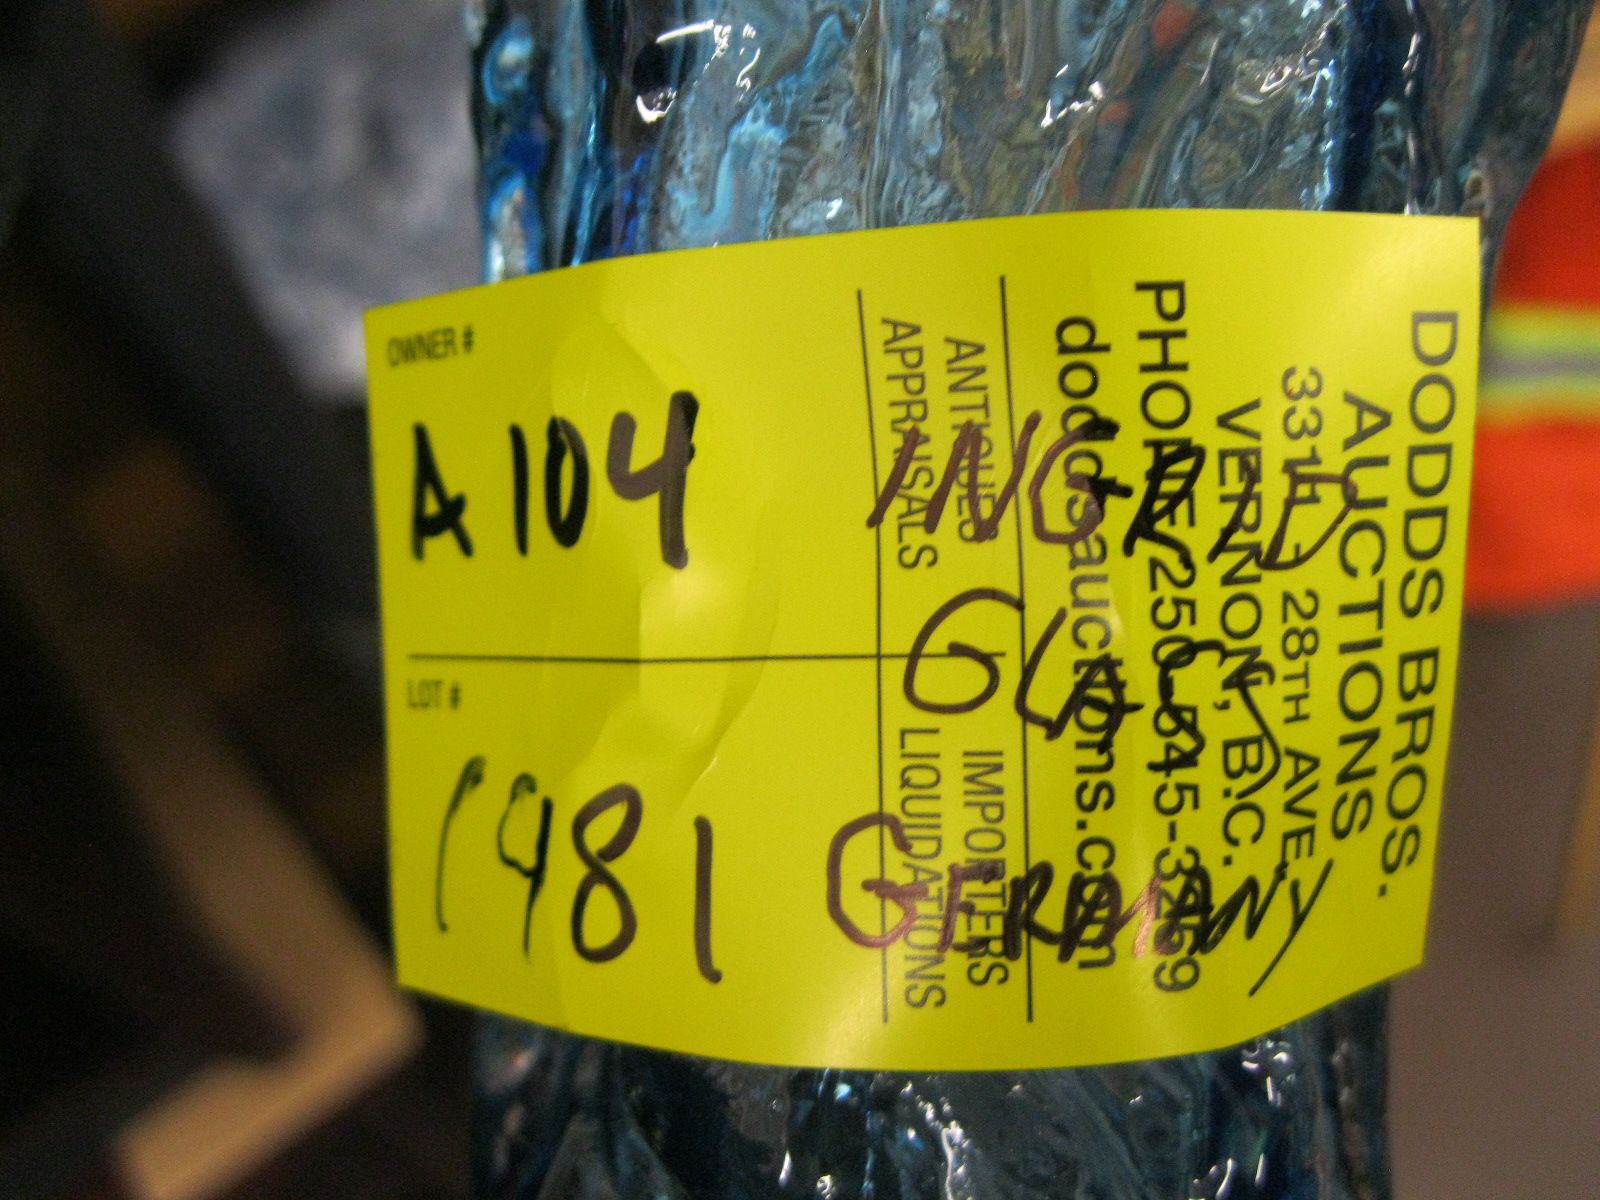 DODDS BROS.
AUCTIONS
3311 - 28TH AVE.
VERNON, B.C.
PHONE 250-545-3259
doddsauctions.com
ANTIQUES IMPORTERS
APPRAISALS LIQUIDATIONS
OWNER #
A104
LOT #
1981
INGRID
GLASS
GERMANY